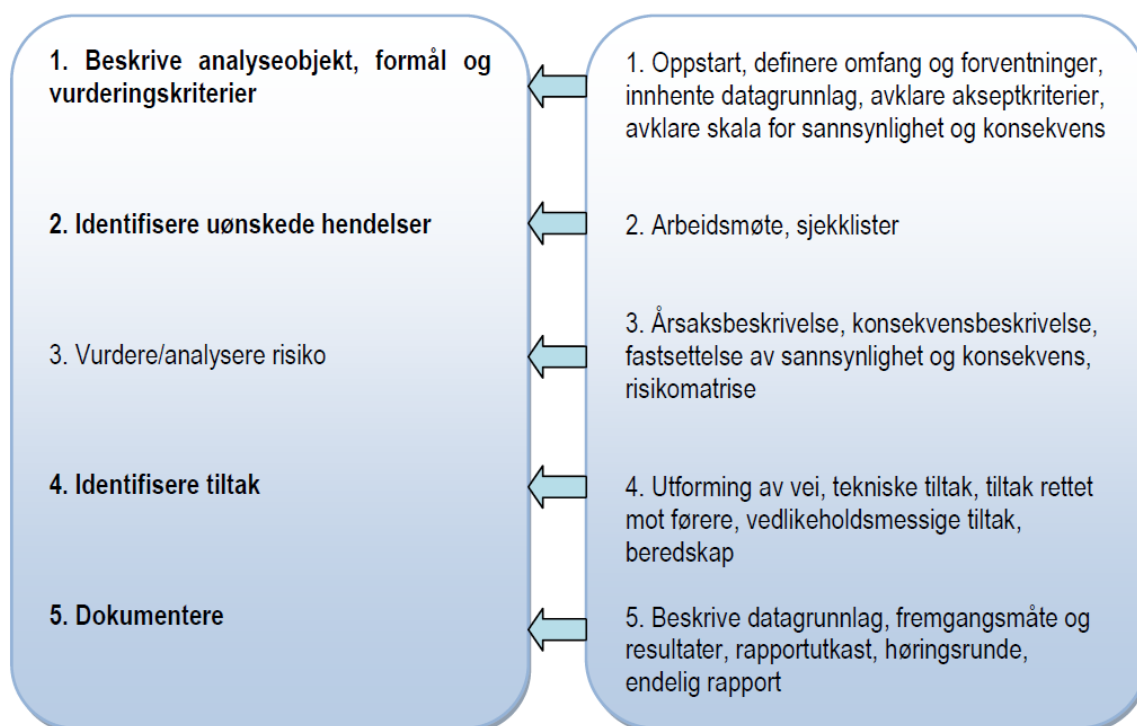 1. Beskrive analyseobjekt, formål og
vurderingskriterier
1. Oppstart, definere omfang og forventninger,
innhente datagrunnlag, avklare akseptkriterier,
avklare skala for sannsynlighet og konsekvens
2. Identifisere uønskede hendelser
2. Arbeidsmøte, sjekklister
3. Vurdere/analysere risiko
3. Årsaksbeskrivelse, konsekvensbeskrivelse,
fastsettelse av sannsynlighet og konsekvens,
risikomatrise
4. Identifisere tiltak
4. Utforming av vei, tekniske tiltak, tiltak rettet
mot førere, vedlikeholdsmessige tiltak,
beredskap
5. Dokumentere
5. Beskrive datagrunnlag, fremgangsmåte og
resultater, rapportutkast, høringsrunde,
endelig rapport